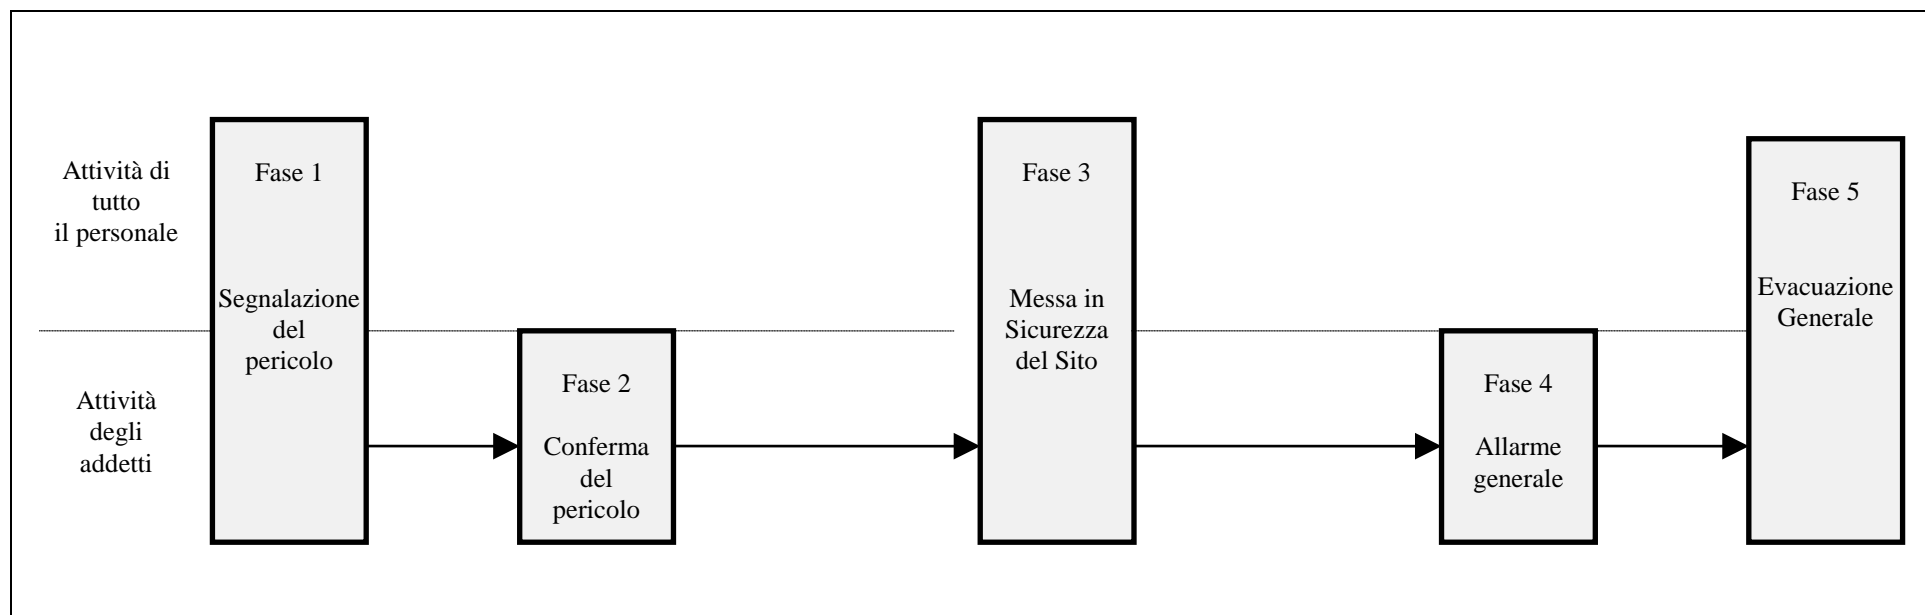 Attività di
tutto
il personale
Fase 1
Segnalazione
del
pericolo
Fase 3
Messa in
Sicurezza
del Sito
Fase 5
Evacuazione
Generale
Attività
degli
addetti
Fase 2
Conferma
del
pericolo
Fase 4
Allarme
generale